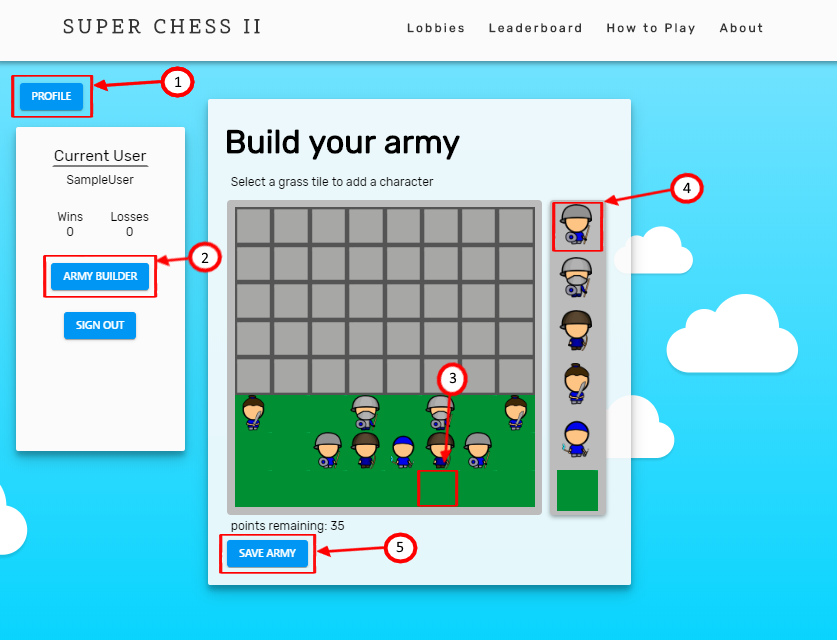 SUPER CHESS II
Lobbies Leaderboard How to Play About
PROFILE
1
Current User
SampleUser
Wins Losses
0 0
2
ARMY BUILDER
SIGN OUT
Build your army
Select a grass tile to add a character
4
3
points remaining: 35
SAVE ARMY
5